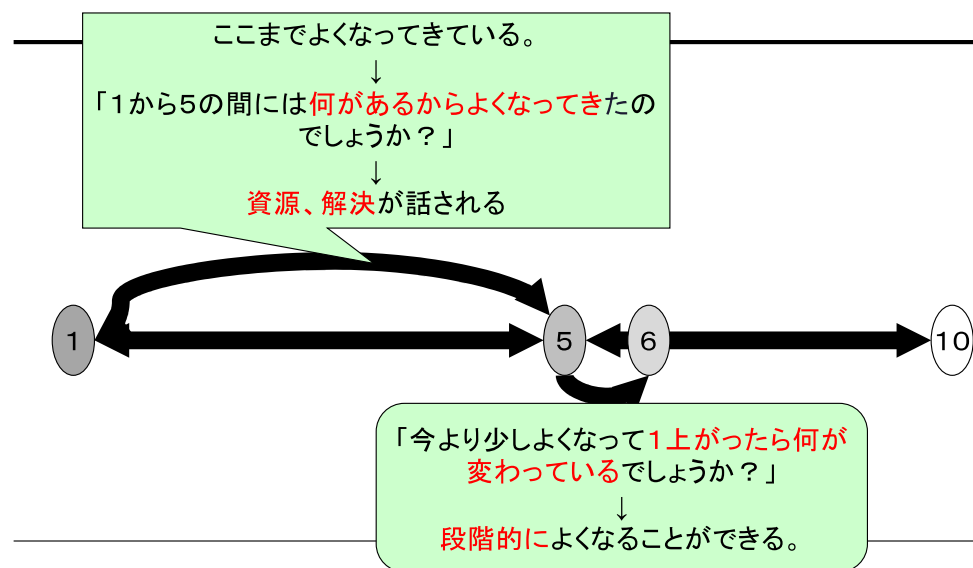 ここまでよくなってきている。
↓
「１から５の間には何があるからよくなってきたの
でしょうか？」
↓
資源、解決が話される
１
５
６
１０
「今より少しよくなって１上がったら何が
変わっているでしょうか？」
↓
段階的によくなることができる。